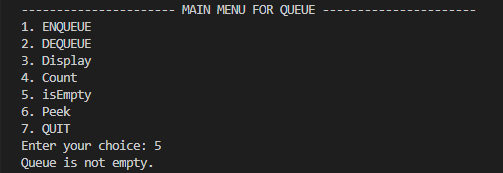 ---------------------- MAIN MENU FOR QUEUE ----------------------
1. ENQUEUE
2. DEQUEUE
3. Display
4. Count
5. isEmpty
6. Peek
7. QUIT
Enter your choice: 5
Queue is not empty.